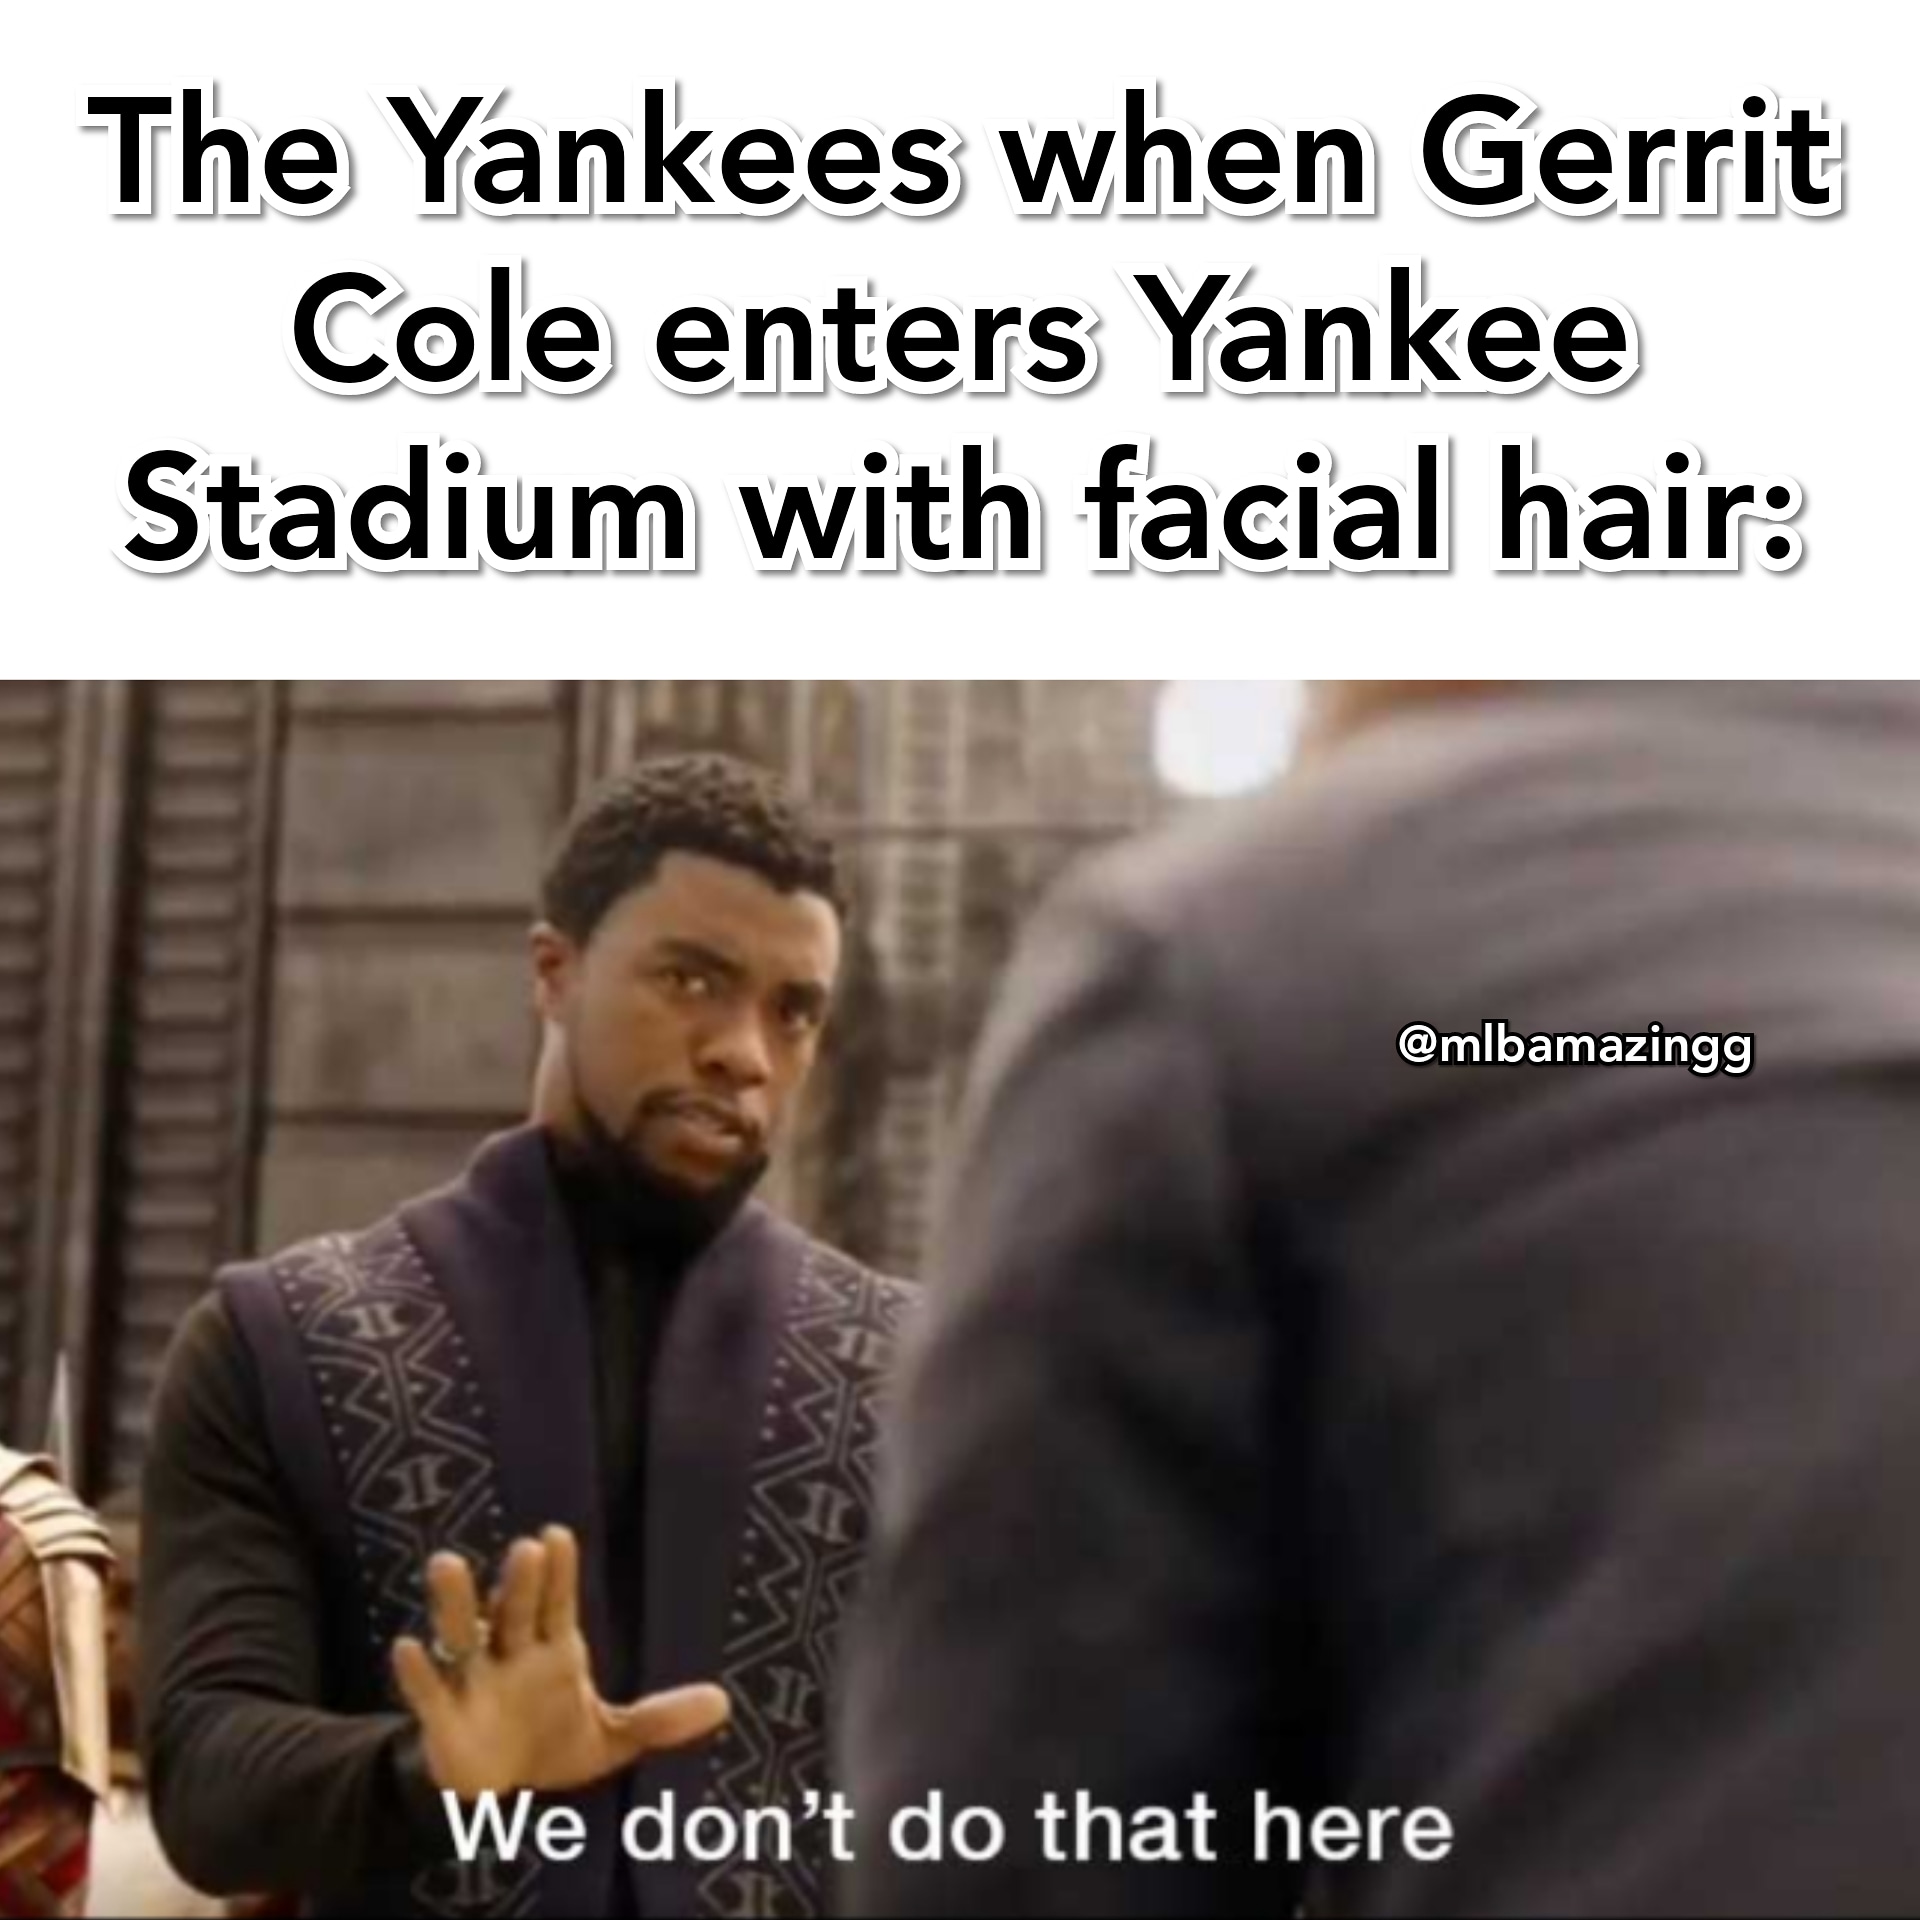 The Yankees when Gerrit
Cole enters Yankee
Stadium with facial hair:
@mlbamazingg
We don't do that here